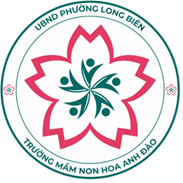 UBND PHƯỜNG LONG BIÊN
TRƯỜNG MẦM NON HOA ANH ĐÀO